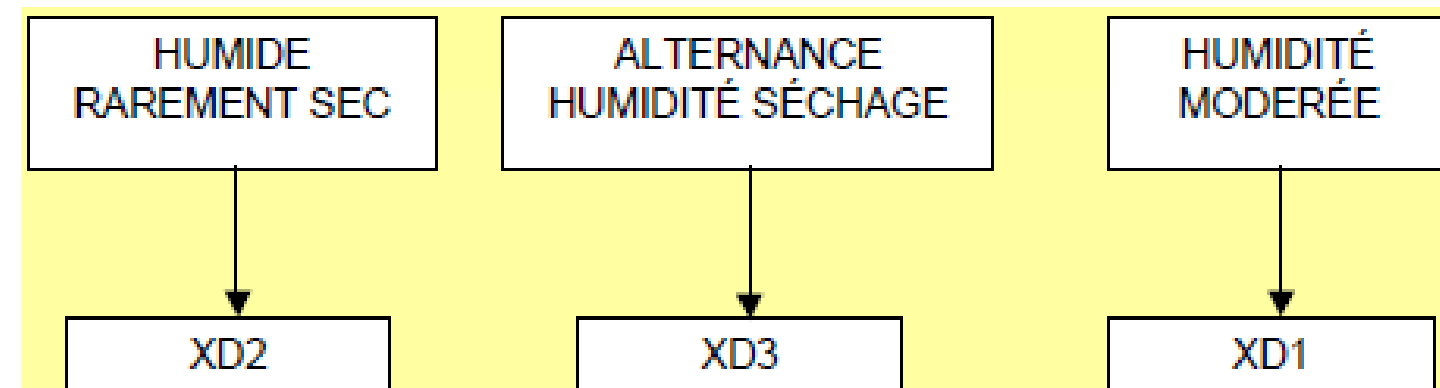 HUMIDE
RAREMENT SEC
ALTERNANCE
HUMIDITÉ SÉCHAGE
HUMIDITÉ
MODERÉE
XD2
XD3
XD1